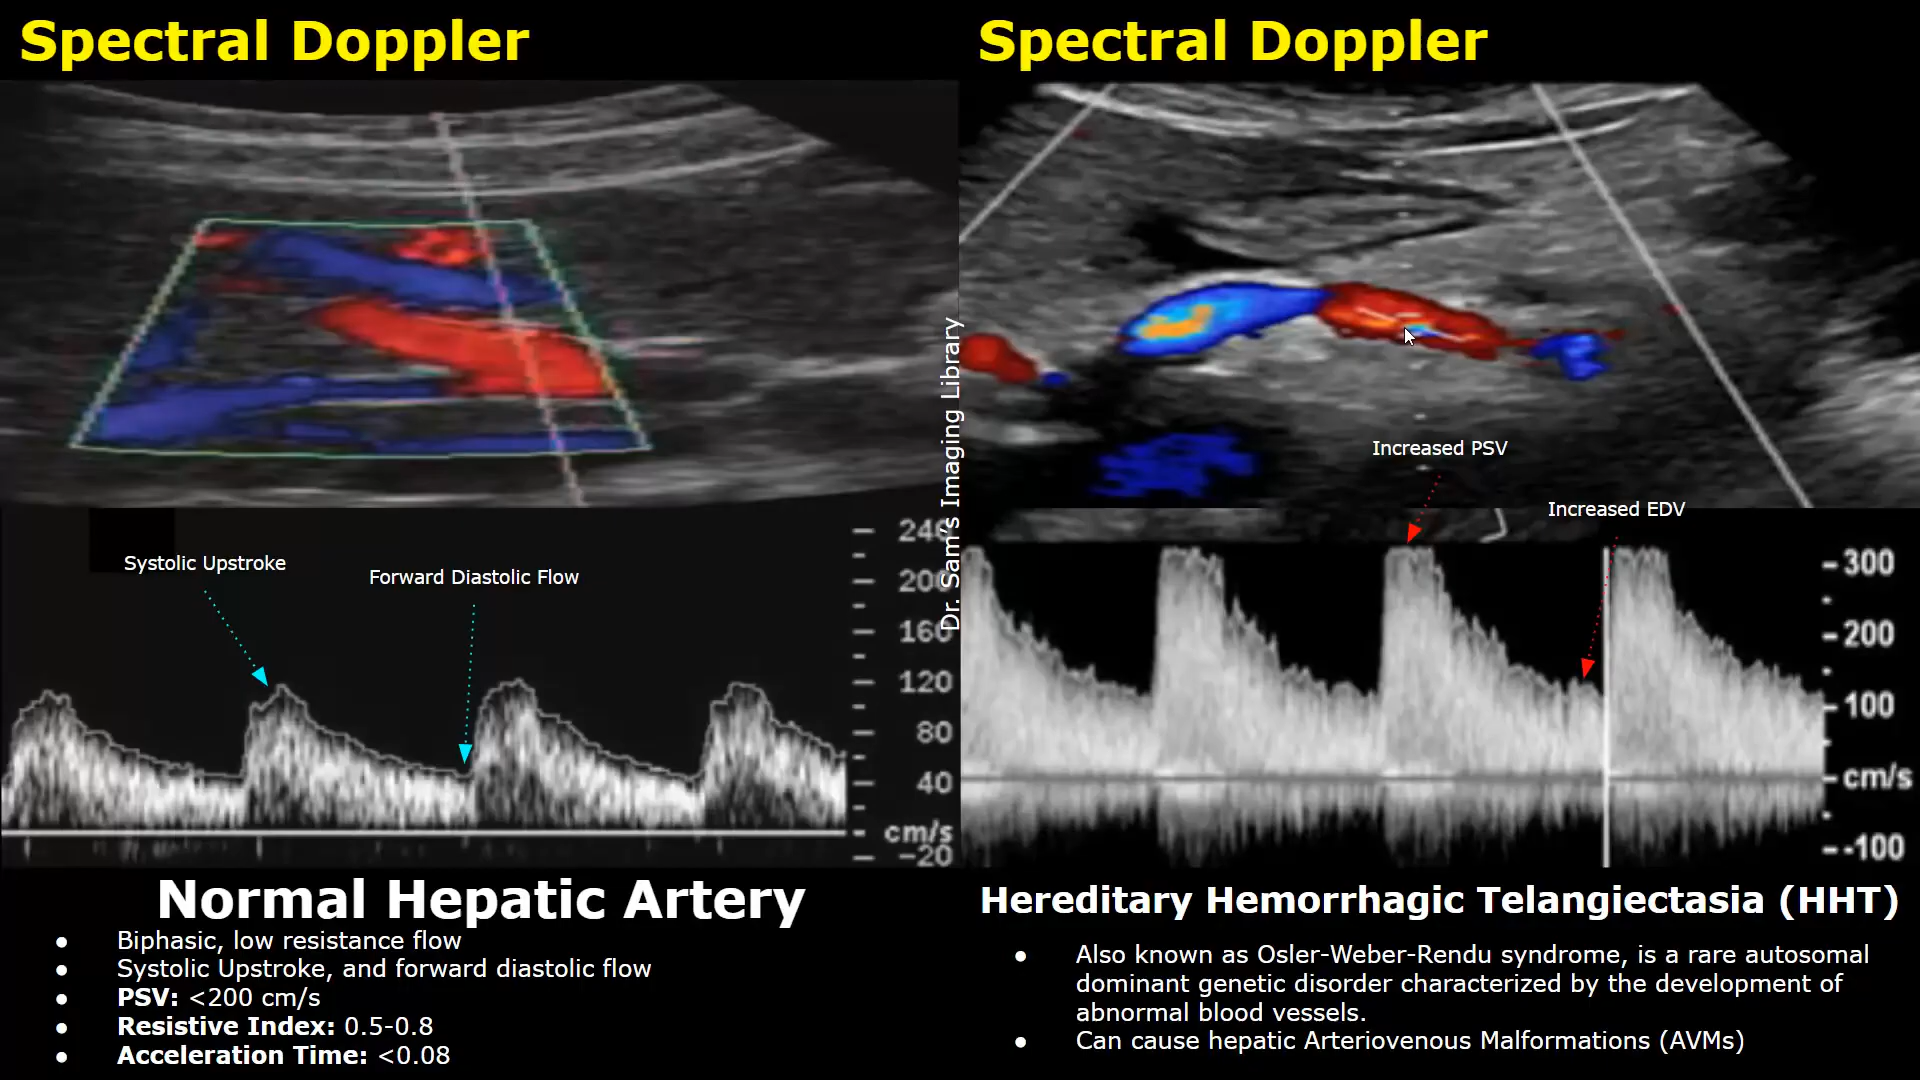 Spectral Doppler
Systolic Upstroke
Forward Diastolic Flow
240
200
160
120
80
40
cm/s
-20
Normal Hepatic Artery
● Biphasic, low resistance flow
● Systolic Upstroke, and forward diastolic flow
● PSV: <200 cm/s
● Resistive Index: 0.5-0.8
● Acceleration Time: <0.08
Dr. Sam's Imaging Library
Spectral Doppler
Increased PSV
Increased EDV
300
200
100
cm/s
-100
Hereditary Hemorrhagic Telangiectasia (HHT)
● Also known as Osler-Weber-Rendu syndrome, is a rare autosomal
dominant genetic disorder characterized by the development of
abnormal blood vessels.
● Can cause hepatic Arteriovenous Malformations (AVMs)